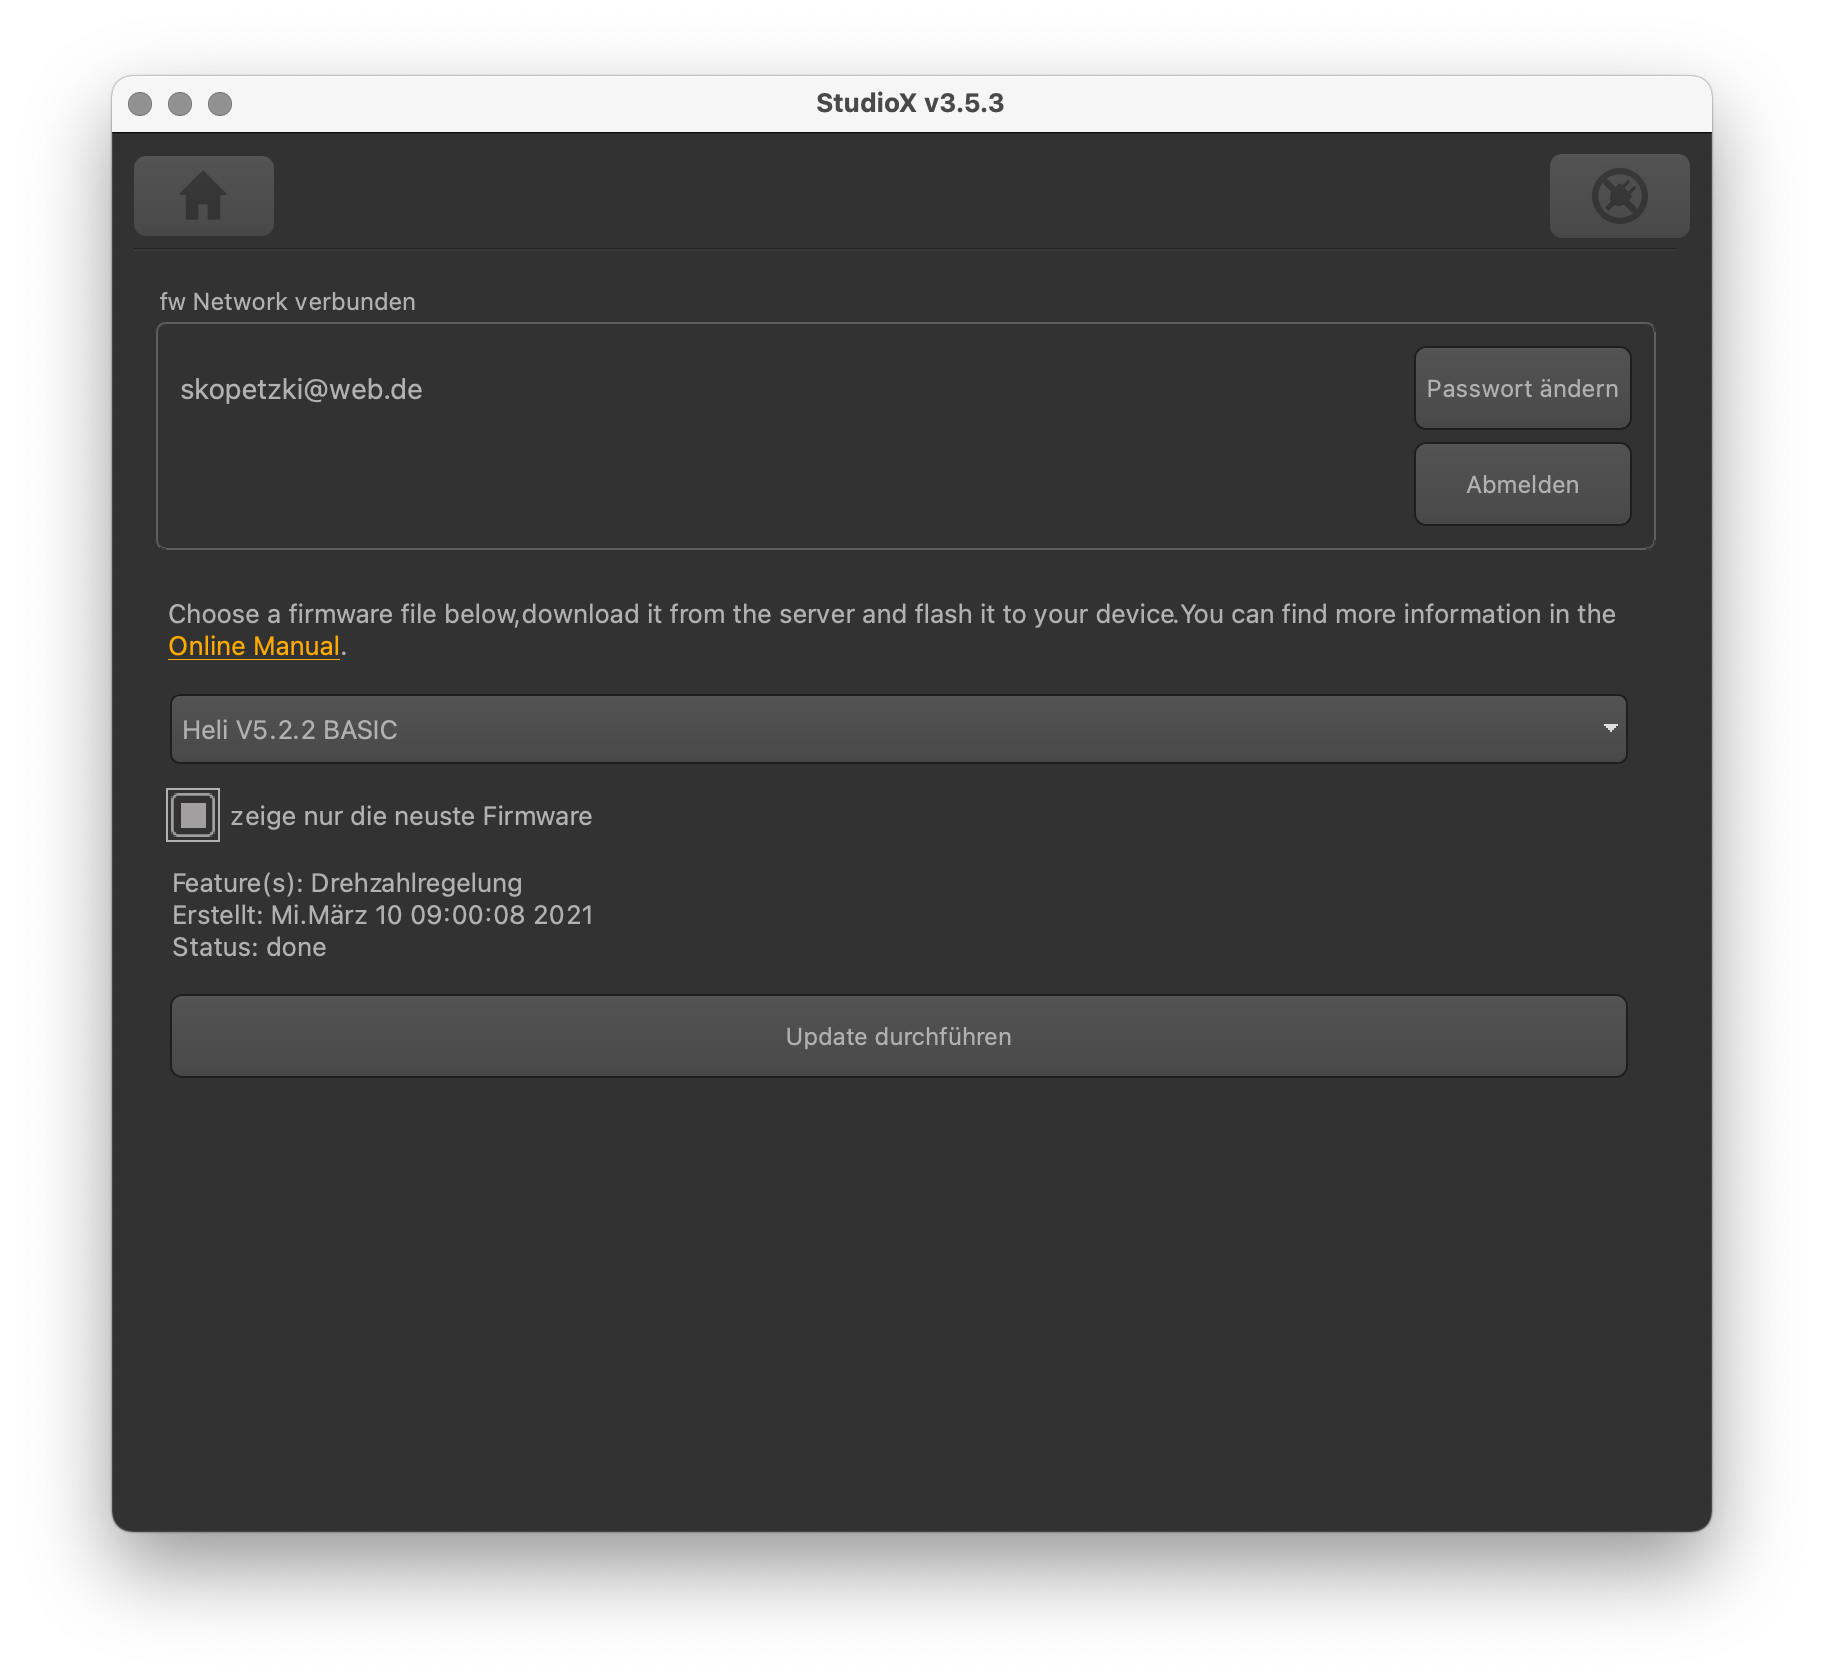 StudioX v3.5.3
fw Network verbunden
skopetzki@web.de
Passwort ändern
Abmelden
Choose a firmware file below,download it from the server and flash it to your device.You can find more information in the
Online Manual.
Heli V5.2.2 BASIC
zeige nur die neuste Firmware
Feature(s): Drehzahlregelung
Erstellt: Mi.März 10 09:00:08 2021
Status: done
Update durchführen